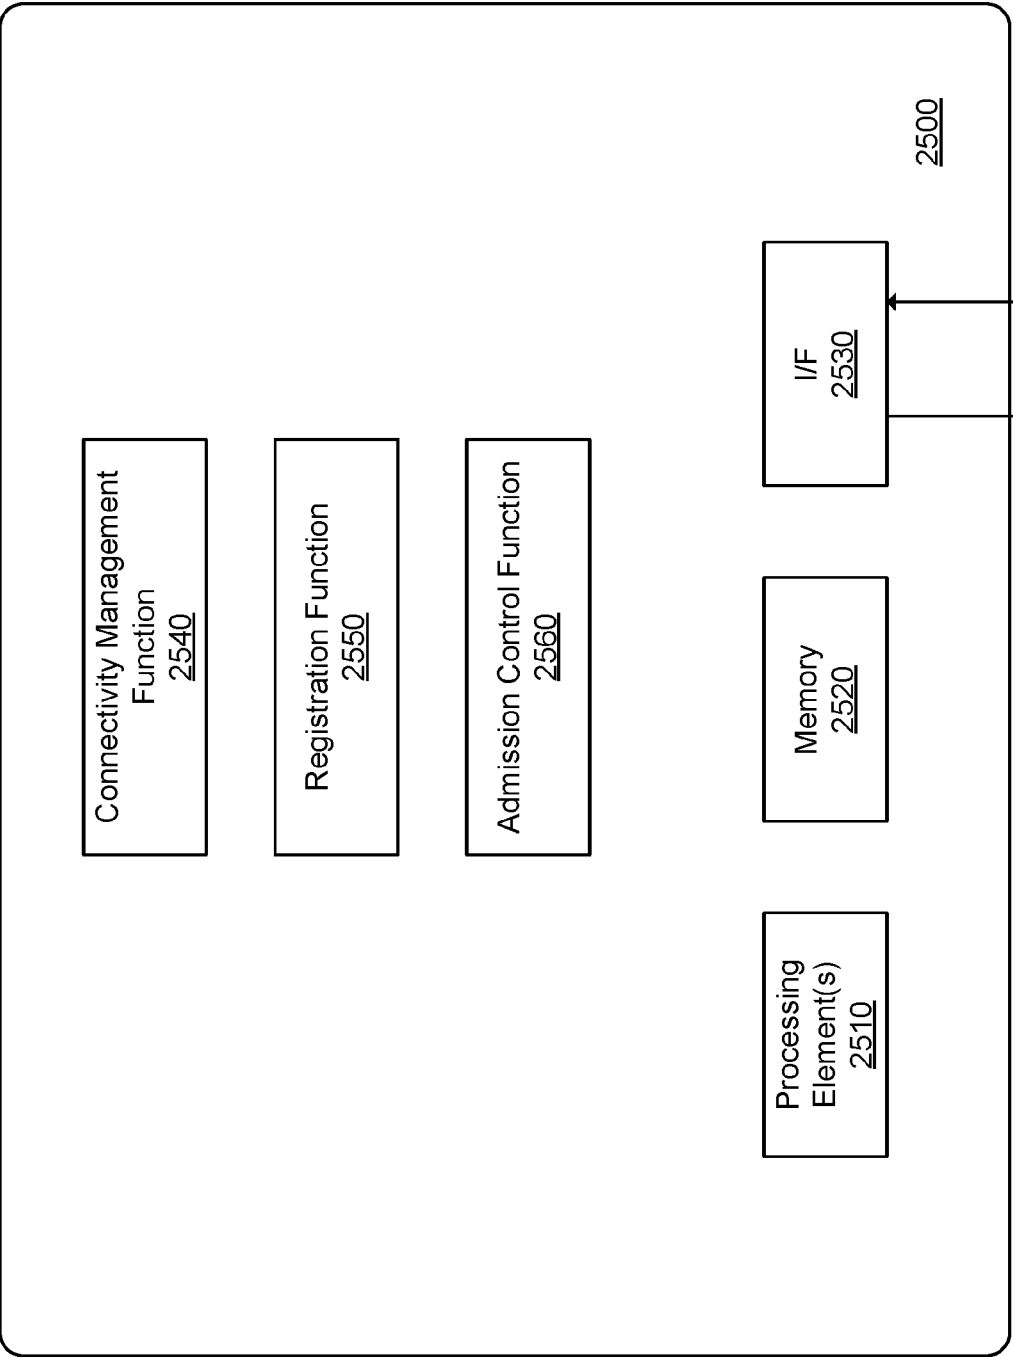 Connectivity Management
Function
2540
Registration Function
2550
Admission Control Function
2560
Processing
Element(s)
2510
Memory
2520
I/F
2530
2500